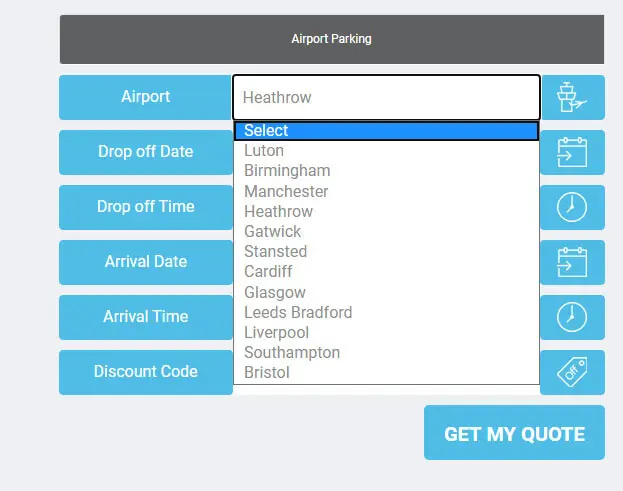 Airport Parking
Airport
Heathrow
Select
Luton
Drop off Date
Birmingham
Manchester
Drop off Time
Heathrow
Gatwick
Stansted
Arrival Date
Cardiff
Glasgow
Leeds Bradford
Arrival Time
Liverpool
Southampton
Discount Code
Bristol
Off
GET MY QUOTE